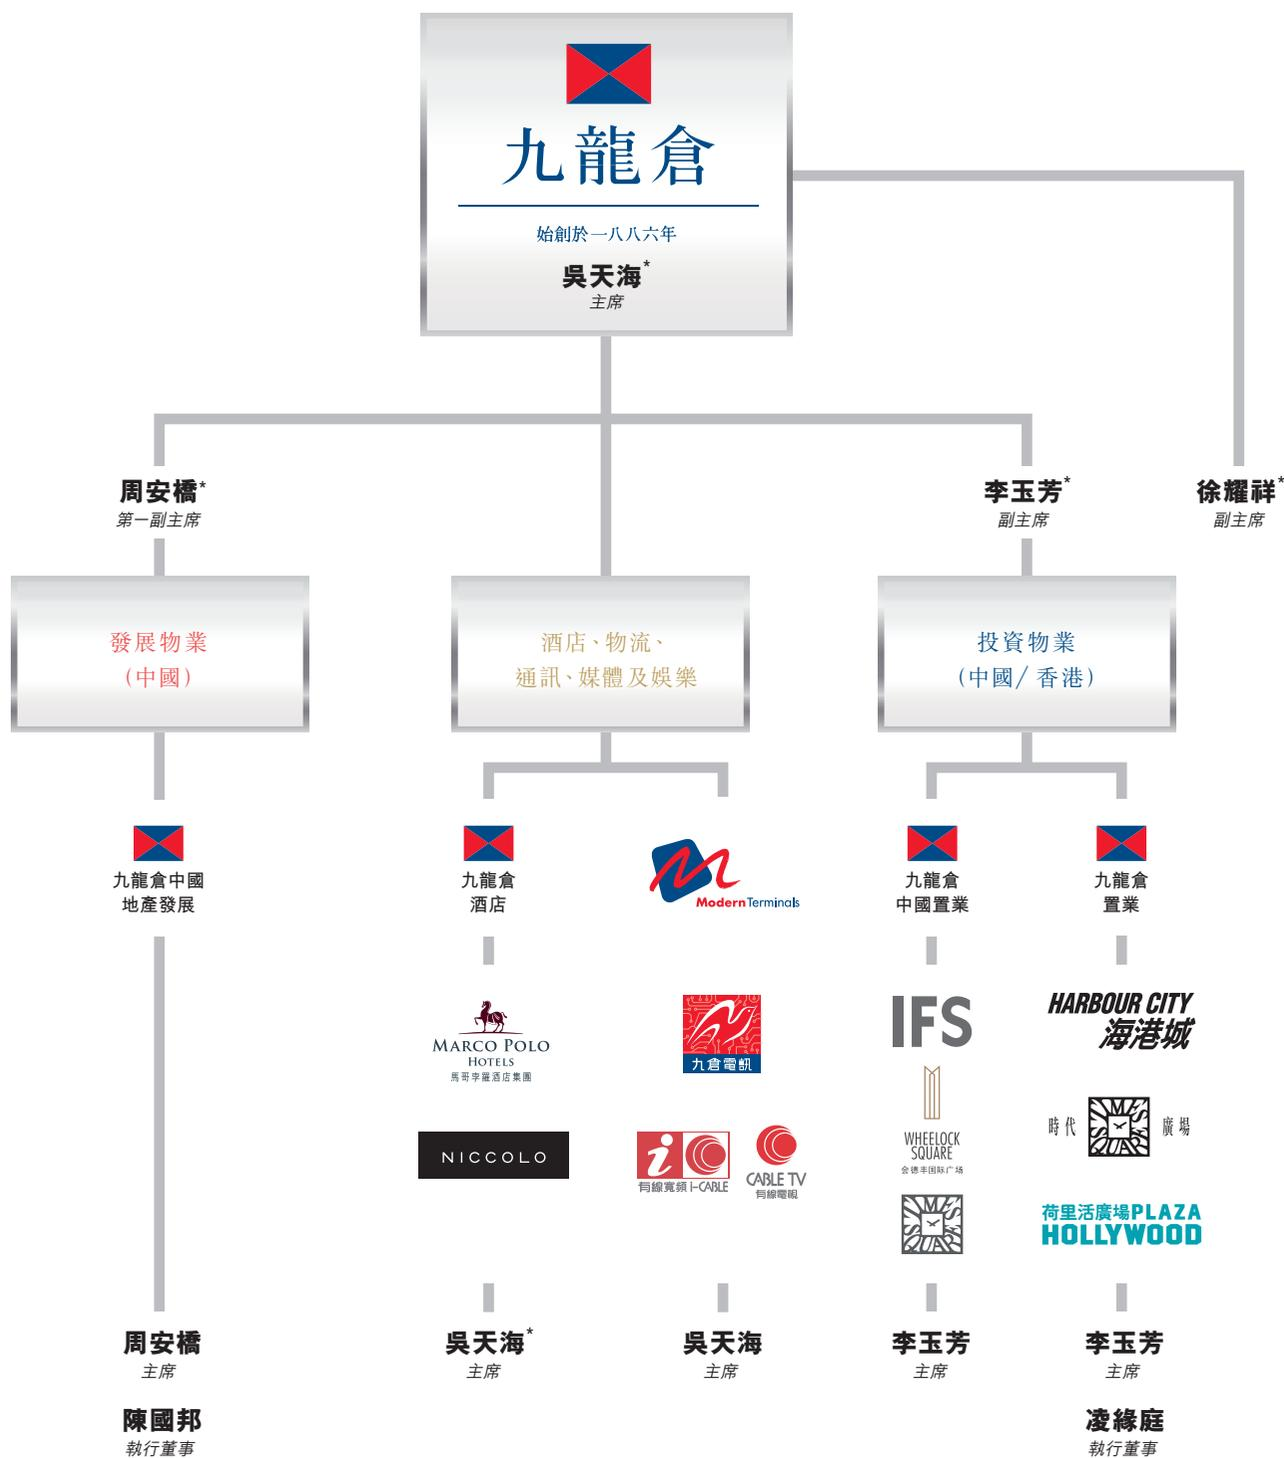 九龍倉
始創於一八八六年
吳天海*
主席
周安橋*
第一副主席
李玉芳*
副主席
徐耀祥*
副主席
發展物業
(中國)
酒店、物流、
通訊、媒體及娛樂
投資物業
(中國/香港)
九龍倉中國
地產發展
九龍倉
酒店
Modern Terminals
九龍倉
中國置業
九龍倉
置業
MARCO POLO
HOTELS
馬哥孛羅酒店集團
九倉電訊
IFS
HARBOUR CITY
海港城
NICCOLO
有線寬頻 i-CABLE
CABLE TV
有線電視
WHEELOCK
SQUARE
会德丰国际广场
TIMES SQUARE
時代 TIMES SQUARE 廣場
荷里活廣場PLAZA
HOLLYWOOD
周安橋
主席
陳國邦
執行董事
吳天海*
主席
吳天海
主席
李玉芳
主席
李玉芳
主席
凌緣庭
執行董事